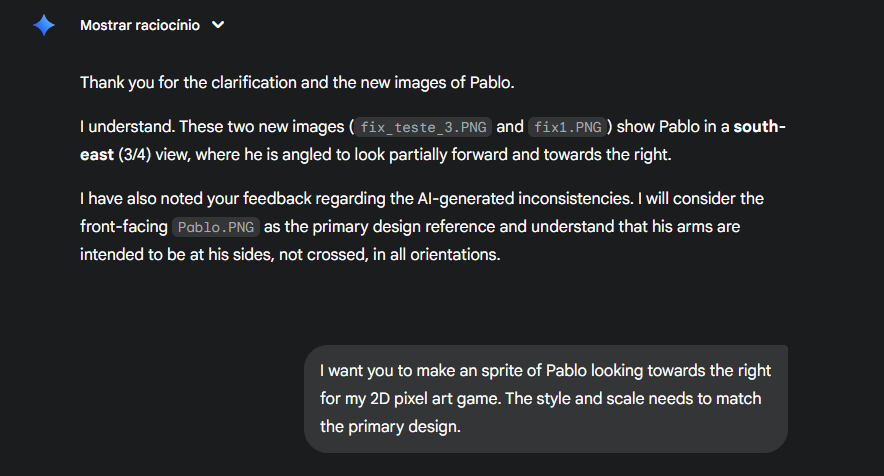 Mostrar raciocínio
Thank you for the clarification and the new images of Pablo.
I understand. These two new images ( fix_teste_3.PNG and fix1.PNG ) show Pablo in a south-
east (3/4) view, where he is angled to look partially forward and towards the right.
I have also noted your feedback regarding the AI-generated inconsistencies. I will consider the
front-facing Pablo.PNG as the primary design reference and understand that his arms are
intended to be at his sides, not crossed, in all orientations.
I want you to make an sprite of Pablo looking towards the right
for my 2D pixel art game. The style and scale needs to match
the primary design.